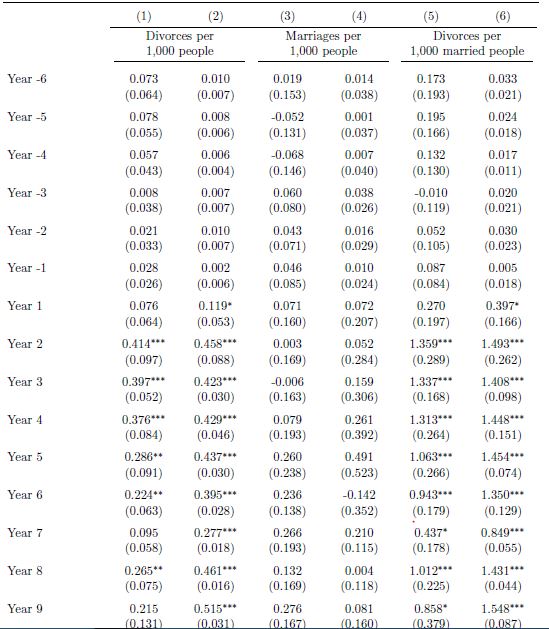 (1) (2) (3) (4) (5) (6)
Divorces per Marriages per Divorces per
1,000 people 1,000 people 1,000 married people
Year -6 0.073 0.010 0.019 0.014 0.173 0.033
(0.064) (0.007) (0.153) (0.038) (0.193) (0.021)
Year -5 0.078 0.008 -0.052 0.001 0.195 0.024
(0.055) (0.006) (0.131) (0.037) (0.166) (0.018)
Year -4 0.057 0.006 -0.068 0.007 0.132 0.017
(0.043) (0.004) (0.146) (0.040) (0.130) (0.011)
Year -3 0.008 0.007 0.060 0.038 -0.010 0.020
(0.038) (0.007) (0.080) (0.026) (0.119) (0.021)
Year -2 0.021 0.010 0.043 0.016 0.052 0.030
(0.033) (0.007) (0.071) (0.029) (0.105) (0.023)
Year -1 0.028 0.002 0.046 0.010 0.087 0.005
(0.026) (0.006) (0.085) (0.024) (0.084) (0.018)
Year 1 0.076 0.119* 0.071 0.072 0.270 0.397*
(0.064) (0.053) (0.160) (0.207) (0.197) (0.166)
Year 2 0.414*** 0.458*** 0.003 0.052 1.359*** 1.493***
(0.097) (0.088) (0.169) (0.284) (0.289) (0.262)
Year 3 0.397*** 0.423*** -0.006 0.159 1.337*** 1.408***
(0.052) (0.030) (0.163) (0.306) (0.168) (0.098)
Year 4 0.376*** 0.429*** 0.079 0.261 1.313*** 1.448***
(0.084) (0.046) (0.193) (0.392) (0.264) (0.151)
Year 5 0.286** 0.437*** 0.260 0.491 1.063*** 1.454***
(0.091) (0.030) (0.238) (0.523) (0.266) (0.074)
Year 6 0.224** 0.395*** 0.236 -0.142 0.943*** 1.350***
(0.063) (0.028) (0.138) (0.352) (0.179) (0.129)
Year 7 0.095 0.277*** 0.266 0.210 0.437* 0.849***
(0.058) (0.018) (0.193) (0.115) (0.178) (0.055)
Year 8 0.265** 0.461*** 0.132 0.004 1.012*** 1.431***
(0.075) (0.016) (0.169) (0.118) (0.225) (0.044)
Year 9 0.215 0.515*** 0.276 0.081 0.858* 1.548***
(0.131) (0.031) (0.167) (0.160) (0.379) (0.087)